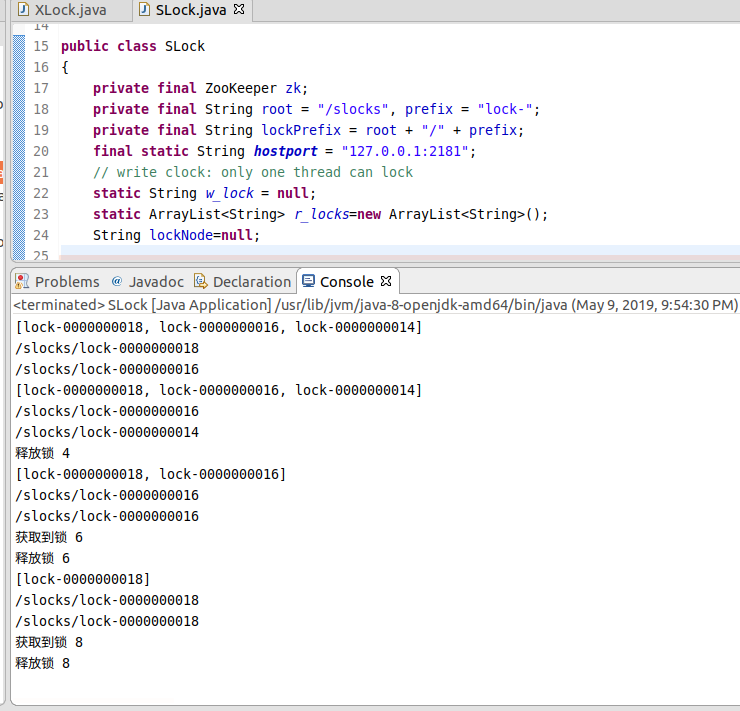 XLock.java SLock.java
14
15 public class SLock
16 {
17 private final ZooKeeper zk;
18 private final String root = "/slocks", prefix = "lock-";
19 private final String lockPrefix = root + "/" + prefix;
20 final static String hostport = "127.0.0.1:2181";
21 // write clock: only one thread can lock
22 static String w_lock = null;
23 static ArrayList<String> r_locks=new ArrayList<String>();
24 String lockNode=null;
25
Problems @ Javadoc Declaration Console
<terminated> SLock [Java Application] /usr/lib/jvm/java-8-openjdk-amd64/bin/java (May 9, 2019, 9:54:30 PM)
[lock-0000000018, lock-0000000016, lock-0000000014]
/slocks/lock-0000000018
/slocks/lock-0000000016
[lock-0000000018, lock-0000000016, lock-0000000014]
/slocks/lock-0000000016
/slocks/lock-0000000014
释放锁 4
[lock-0000000018, lock-0000000016]
/slocks/lock-0000000016
/slocks/lock-0000000016
获取到锁 6
释放锁 6
[lock-0000000018]
/slocks/lock-0000000018
/slocks/lock-0000000018
获取到锁 8
释放锁 8